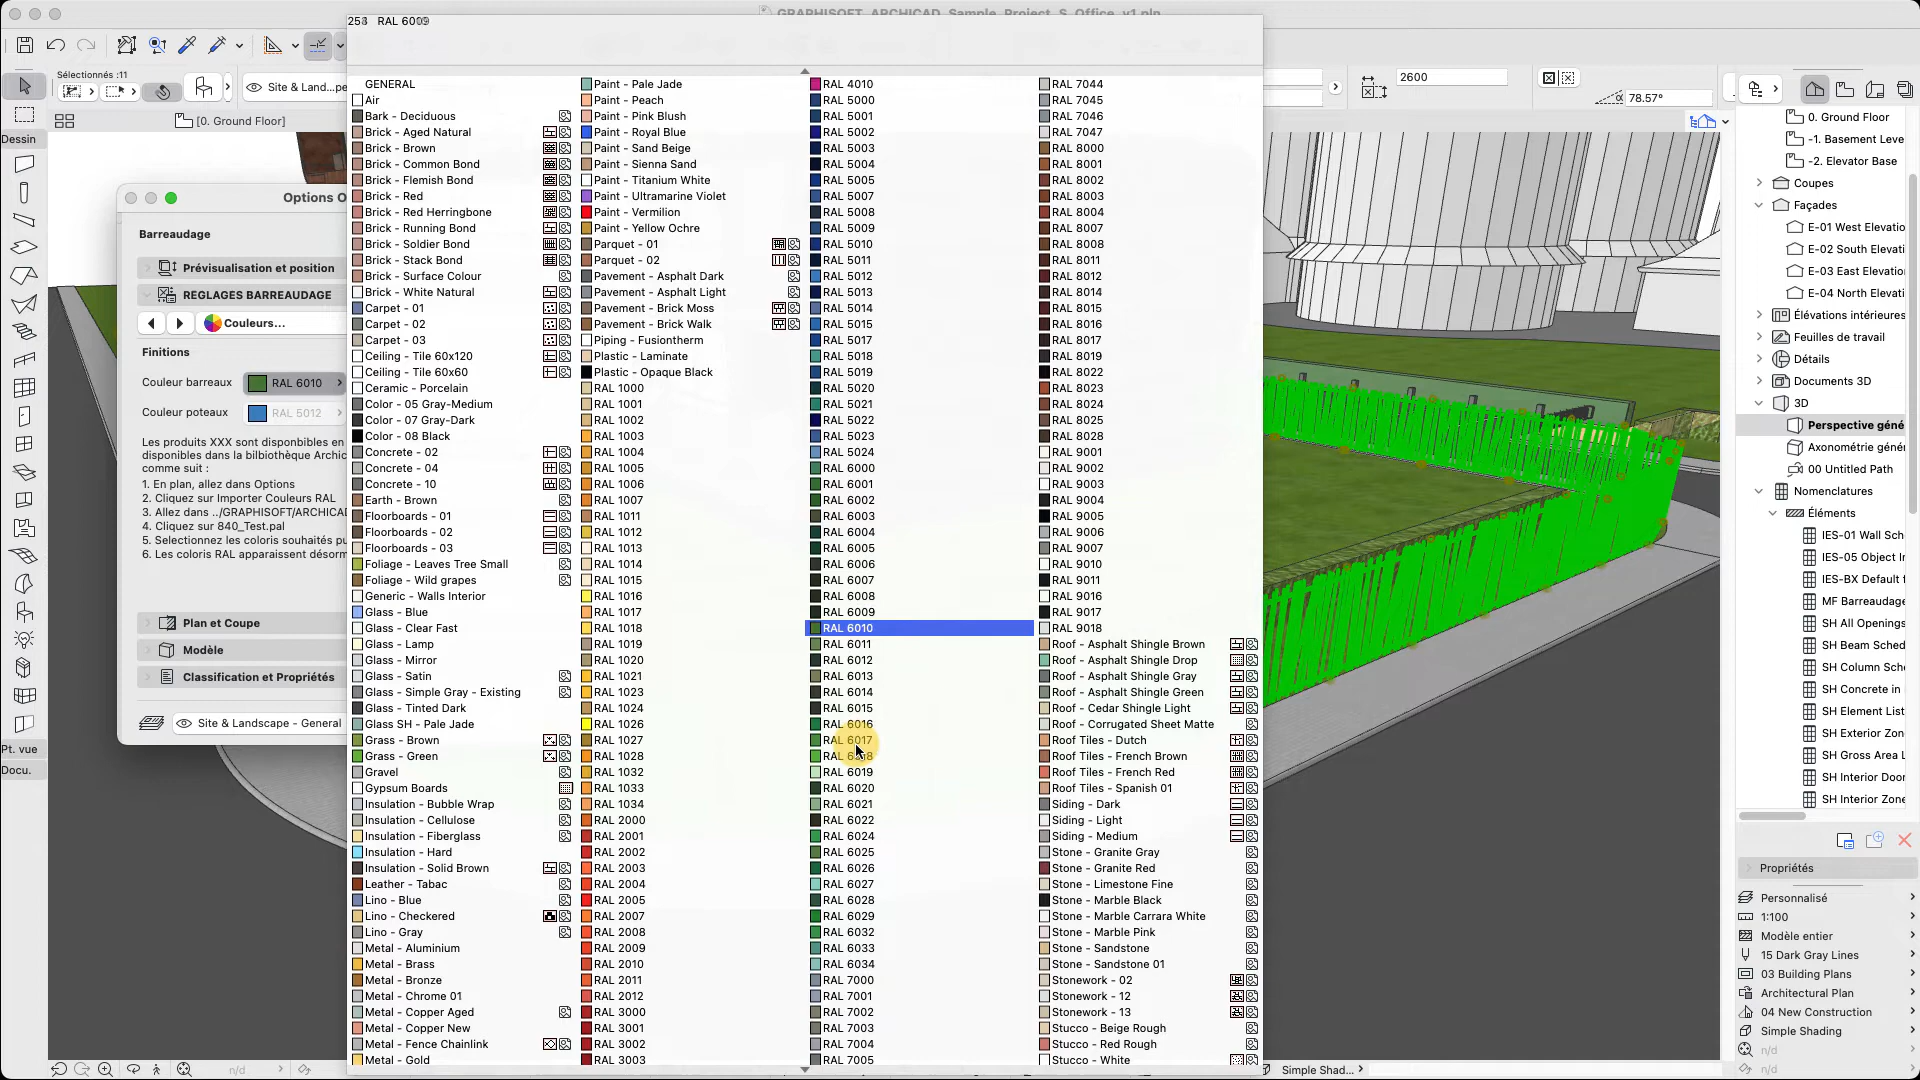 GRAPHISOFT_ARCHICAD_Sample_Project_S_Office_v1.pln
RAL 6009
Sélectionnés :11
Site & Land...pe
[0. Ground Floor]
2600
78.57°
Dessin
Pt. vue
Docu.
Options O
Barreaudage
Prévisualisation et position
REGLAGES BARREAUDAGE
Couleurs...
Finitions
Couleur barreaux
RAL 6010
Couleur poteaux
RAL 5012
Les produits XXX sont disponibles en
disponibles dans la bilbiothèque Archic
comme suit :
1. En plan, allez dans Options
2. Cliquez sur Importer Couleurs RAL
3. Allez dans ../GRAPHISOFT/ARCHICAD
4. Cliquez sur 840_Test.pal
5. Selectionnez les coloris souhaités pu
6. Les coloris RAL apparaissent désorm
Plan et Coupe
Modèle
Classification et Propriétés
Site & Landscape - General
GENERAL
Air
Bark - Deciduous
Brick - Aged Natural
Brick - Brown
Brick - Common Bond
Brick - Flemish Bond
Brick - Red
Brick - Red Herringbone
Brick - Running Bond
Brick - Soldier Bond
Brick - Stack Bond
Brick - Surface Colour
Brick - White Natural
Carpet - 01
Carpet - 02
Carpet - 03
Ceiling - Tile 60x120
Ceiling - Tile 60x60
Ceramic - Porcelain
Color - 05 Gray-Medium
Color - 07 Gray-Dark
Color - 08 Black
Concrete - 02
Concrete - 04
Concrete - 10
Earth - Brown
Floorboards - 01
Floorboards - 02
Floorboards - 03
Foliage - Leaves Tree Small
Foliage - Wild grapes
Generic - Walls Interior
Glass - Blue
Glass - Clear Fast
Glass - Lamp
Glass - Mirror
Glass - Satin
Glass - Simple Gray - Existing
Glass - Tinted Dark
Glass SH - Pale Jade
Grass - Brown
Grass - Green
Gravel
Gypsum Boards
Insulation - Bubble Wrap
Insulation - Cellulose
Insulation - Fiberglass
Insulation - Hard
Insulation - Solid Brown
Leather - Tabac
Lino - Blue
Lino - Checkered
Lino - Gray
Metal - Aluminium
Metal - Brass
Metal - Bronze
Metal - Chrome 01
Metal - Copper Aged
Metal - Copper New
Metal - Fence Chainlink
Metal - Gold
Paint - Pale Jade
Paint - Peach
Paint - Pink Blush
Paint - Royal Blue
Paint - Sand Beige
Paint - Sienna Sand
Paint - Titanium White
Paint - Ultramarine Violet
Paint - Vermilion
Paint - Yellow Ochre
Parquet - 01
Parquet - 02
Pavement - Asphalt Dark
Pavement - Asphalt Light
Pavement - Brick Moss
Pavement - Brick Walk
Piping - Fusiontherm
Plastic - Laminate
Plastic - Opaque Black
RAL 1000
RAL 1001
RAL 1002
RAL 1003
RAL 1004
RAL 1005
RAL 1006
RAL 1007
RAL 1011
RAL 1012
RAL 1013
RAL 1014
RAL 1015
RAL 1016
RAL 1017
RAL 1018
RAL 1019
RAL 1020
RAL 1021
RAL 1023
RAL 1024
RAL 1026
RAL 1027
RAL 1028
RAL 1032
RAL 1033
RAL 1034
RAL 2000
RAL 2001
RAL 2002
RAL 2003
RAL 2004
RAL 2005
RAL 2007
RAL 2008
RAL 2009
RAL 2010
RAL 2011
RAL 2012
RAL 3000
RAL 3001
RAL 3002
RAL 3003
RAL 4010
RAL 5000
RAL 5001
RAL 5002
RAL 5003
RAL 5004
RAL 5005
RAL 5007
RAL 5008
RAL 5009
RAL 5010
RAL 5011
RAL 5012
RAL 5013
RAL 5014
RAL 5015
RAL 5017
RAL 5018
RAL 5019
RAL 5020
RAL 5021
RAL 5022
RAL 5023
RAL 5024
RAL 6000
RAL 6001
RAL 6002
RAL 6003
RAL 6004
RAL 6005
RAL 6006
RAL 6007
RAL 6008
RAL 6009
RAL 6010
RAL 6011
RAL 6012
RAL 6013
RAL 6014
RAL 6015
RAL 6016
RAL 6017
RAL 6018
RAL 6019
RAL 6020
RAL 6021
RAL 6022
RAL 6024
RAL 6025
RAL 6026
RAL 6027
RAL 6028
RAL 6029
RAL 6032
RAL 6033
RAL 6034
RAL 7000
RAL 7001
RAL 7002
RAL 7003
RAL 7004
RAL 7005
RAL 7044
RAL 7045
RAL 7046
RAL 7047
RAL 8000
RAL 8001
RAL 8002
RAL 8003
RAL 8004
RAL 8007
RAL 8008
RAL 8011
RAL 8012
RAL 8014
RAL 8015
RAL 8016
RAL 8017
RAL 8019
RAL 8022
RAL 8023
RAL 8024
RAL 8025
RAL 8028
RAL 9001
RAL 9002
RAL 9003
RAL 9004
RAL 9005
RAL 9006
RAL 9007
RAL 9010
RAL 9011
RAL 9016
RAL 9017
RAL 9018
Roof - Asphalt Shingle Brown
Roof - Asphalt Shingle Drop
Roof - Asphalt Shingle Gray
Roof - Asphalt Shingle Green
Roof - Cedar Shingle Light
Roof - Corrugated Sheet Matte
Roof Tiles - Dutch
Roof Tiles - French Brown
Roof Tiles - French Red
Roof Tiles - Spanish 01
Siding - Dark
Siding - Light
Siding - Medium
Stone - Granite Gray
Stone - Granite Red
Stone - Limestone Fine
Stone - Marble Black
Stone - Marble Carrara White
Stone - Marble Pink
Stone - Sandstone
Stone - Sandstone 01
Stonework - 02
Stonework - 12
Stonework - 13
Stucco - Beige Rough
Stucco - Red Rough
Stucco - White
0. Ground Floor
-1. Basement Leve
-2. Elevator Base
Coupes
Façades
E-01 West Elevati
E-02 South Elevati
E-03 East Elevatio
E-04 North Elevati
Élévations intérieures
Feuilles de travail
Détails
Documents 3D
3D
Perspective géné
Axonométrie génér
00 Untitled Path
Nomenclatures
Éléments
IES-01 Wall Sch
IES-05 Object In
IES-BX Default f
MF Barreaudage
SH All Openings
SH Beam Sched
SH Column Sche
SH Concrete in
SH Element List
SH Exterior Zone
SH Gross Area L
SH Interior Door
SH Interior Zone
Propriétés
Personnalisé
1:100
Modèle entier
15 Dark Gray Lines
03 Building Plans
Architectural Plan
04 New Construction
Simple Shading
n/d
n/d
n/d
Simple Shad...